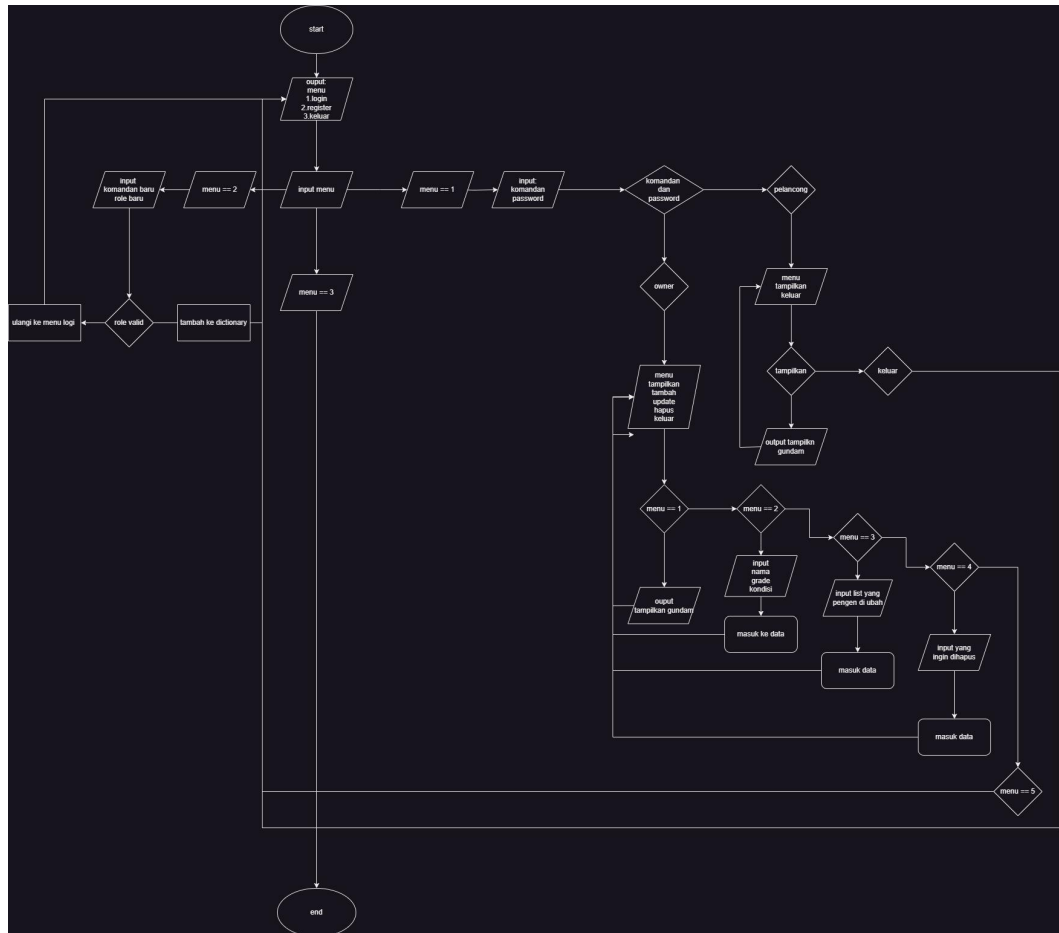 start
ouput:
menu
1.login
2.register
3.keluar
input
komandan baru
role baru
menu == 2
input menu
menu == 1
input:
komandan
password
komandan
dan
password
pelancong
menu == 3
owner
menu
tampilkan
keluar
ulangi ke menu logi
role valid
tambah ke dictionary
tampilkan
keluar
menu
tampilkan
tambah
update
hapus
keluar
output tampilkn
gundam
menu == 1
menu == 2
menu == 3
menu == 4
input
nama
grade
kondisi
input list yang
pengen di ubah
ouput
tampilkan gundam
masuk ke data
input yang
ingin dihapus
masuk data
masuk data
menu == 5
end